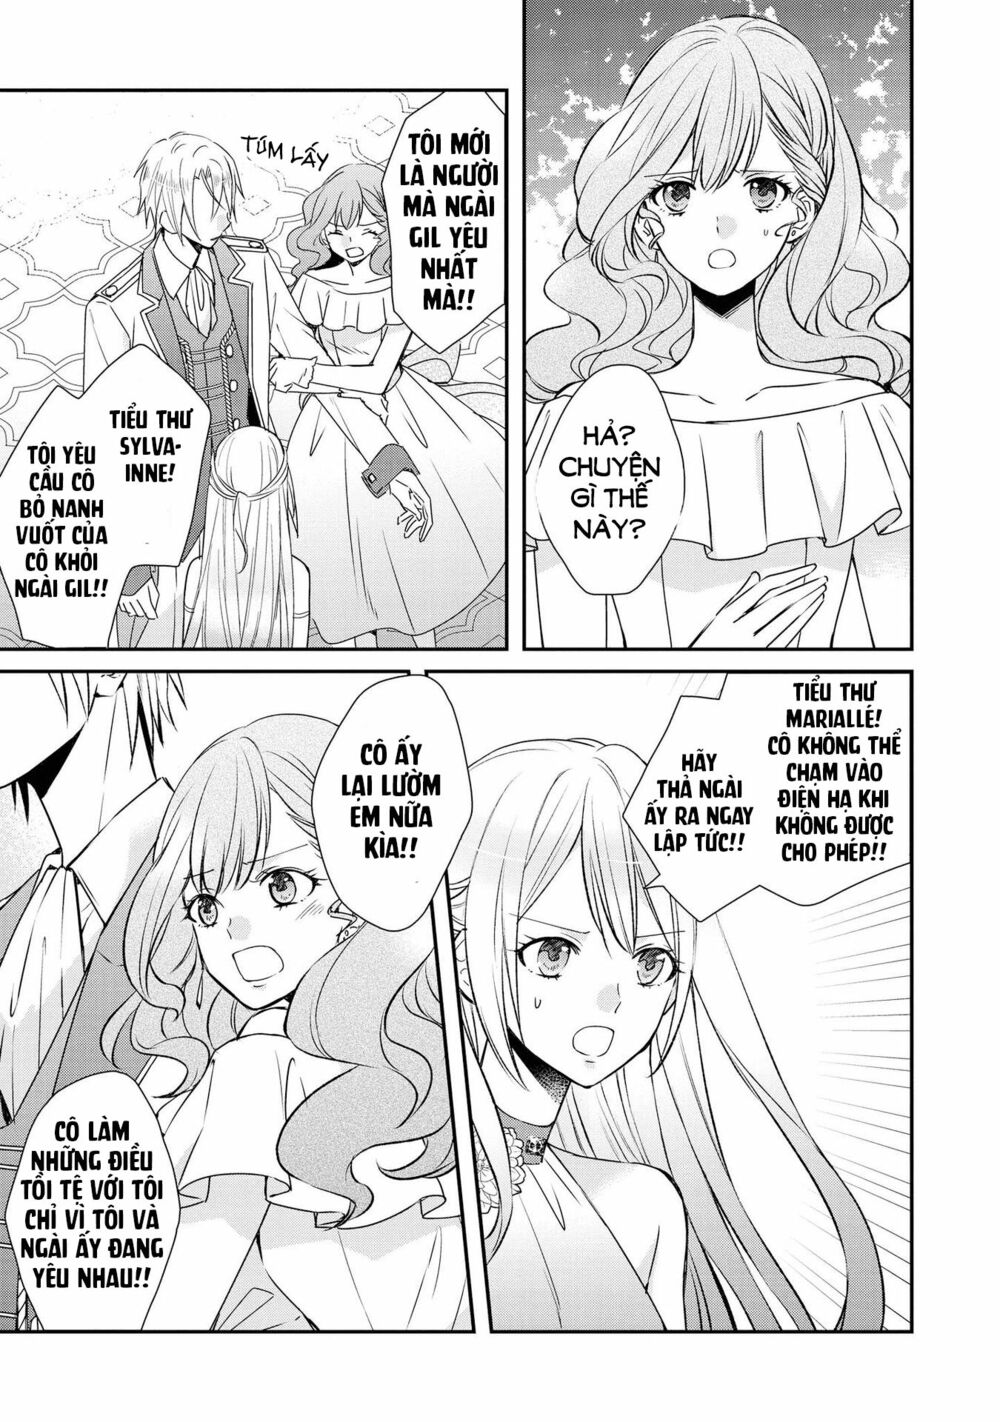 HẢ?
CHUYỆN
GÌ THẾ
NÀY?
TÔI MỚI
LÀ NGƯỜI
MÀ NGÀI
GIL YÊU
NHẤT
MÀ!!
TÚM LẤY
TIỂU THƯ
SYLVA-
INNE!
TÔI YÊU
CẦU CÔ
BỎ NANH
VUỐT CỦA
CÔ KHỎI
NGÀI GIL!!
TIỂU THƯ
MARIALLÉ!
CÔ KHÔNG THỂ
CHẠM VÀO
ĐIỆN HẠ KHI
KHÔNG ĐƯỢC
CHO PHÉP!!
HÃY
THẢ NGÀI
ẤY RA NGAY
LẬP TỨC!!
CÔ ẤY
LẠI LƯỜM
EM NỮA
KÌA!!
CÔ LÀM
NHỮNG ĐIỀU
TỒI TỆ VỚI TÔI
CHỈ VÌ TÔI VÀ
NGÀI ẤY ĐANG
YÊU NHAU!!